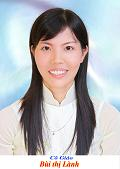 Cô Giáo
Bùi thị Lành